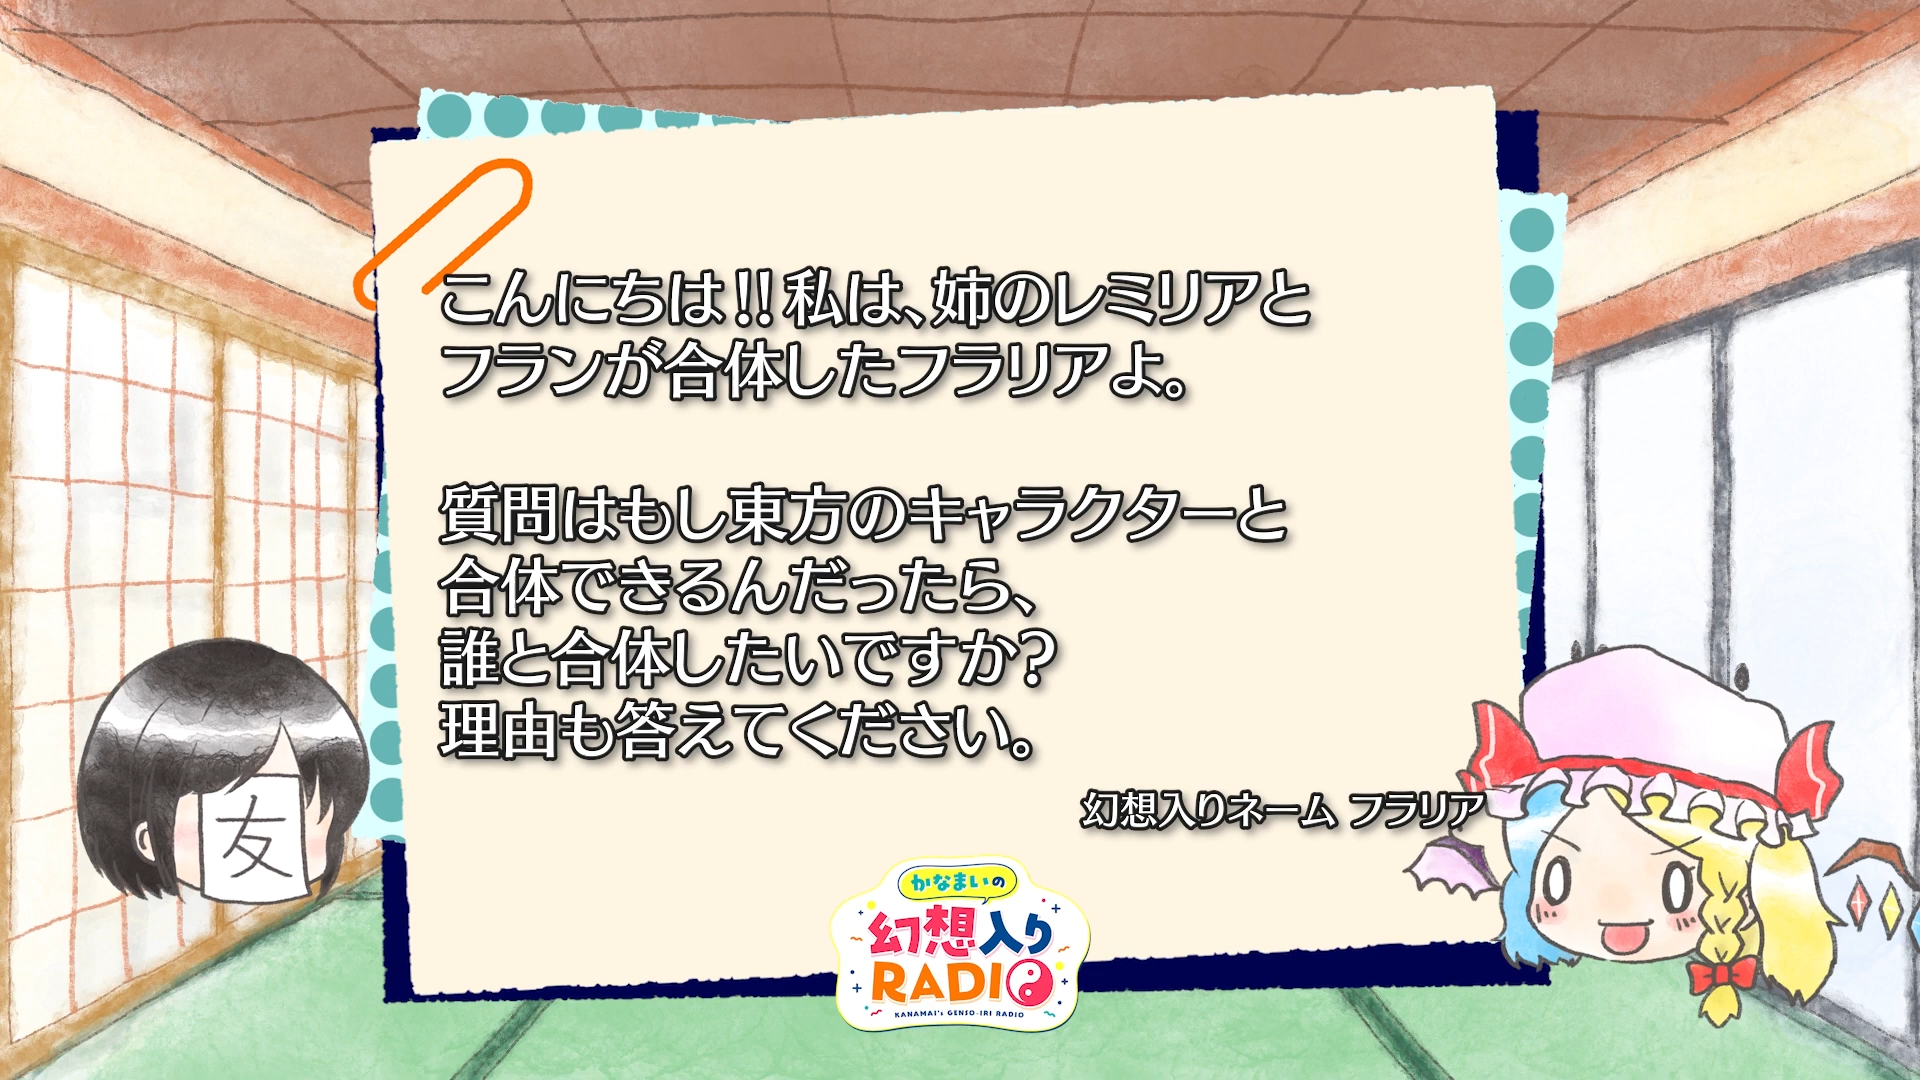 こんにちは!!私は、姉のレミリアと
フランが合体したフラリアよ。
質問はもし東方のキャラクターと
合体できるんだったら、
誰と合体したいですか?
理由も答えてください。
幻想入りネーム フラリア
友
かなまいの
幻想入り
RADIO
KANAMAI's GENSO-IRI RADIO